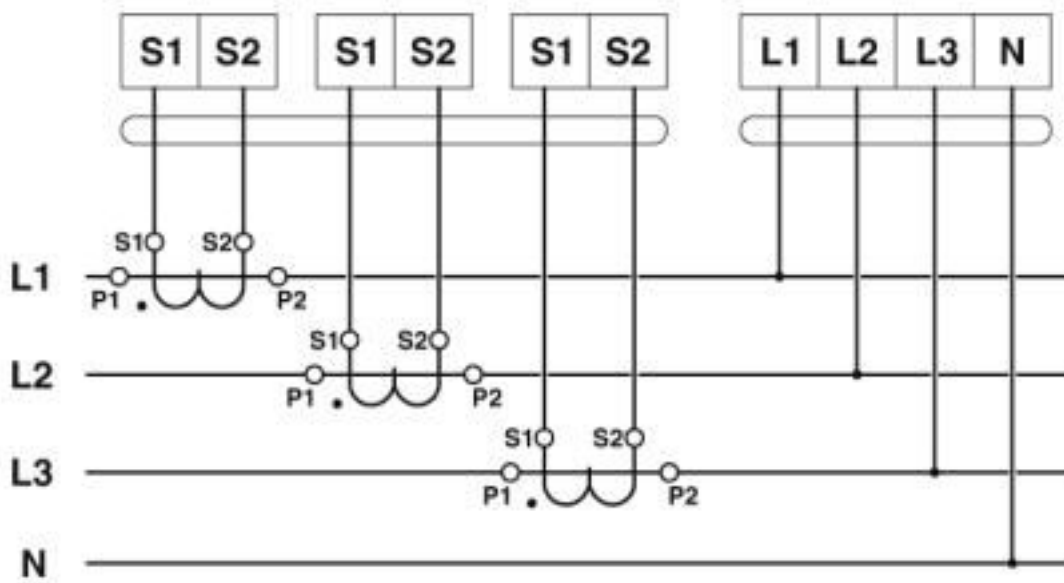 S1 S2 S1 S2 S1 S2 L1 L2 L3 N
S1 S2
L1
P1 P2
S1 S2
L2
P1 P2
S1 S2
L3
P1 P2
N